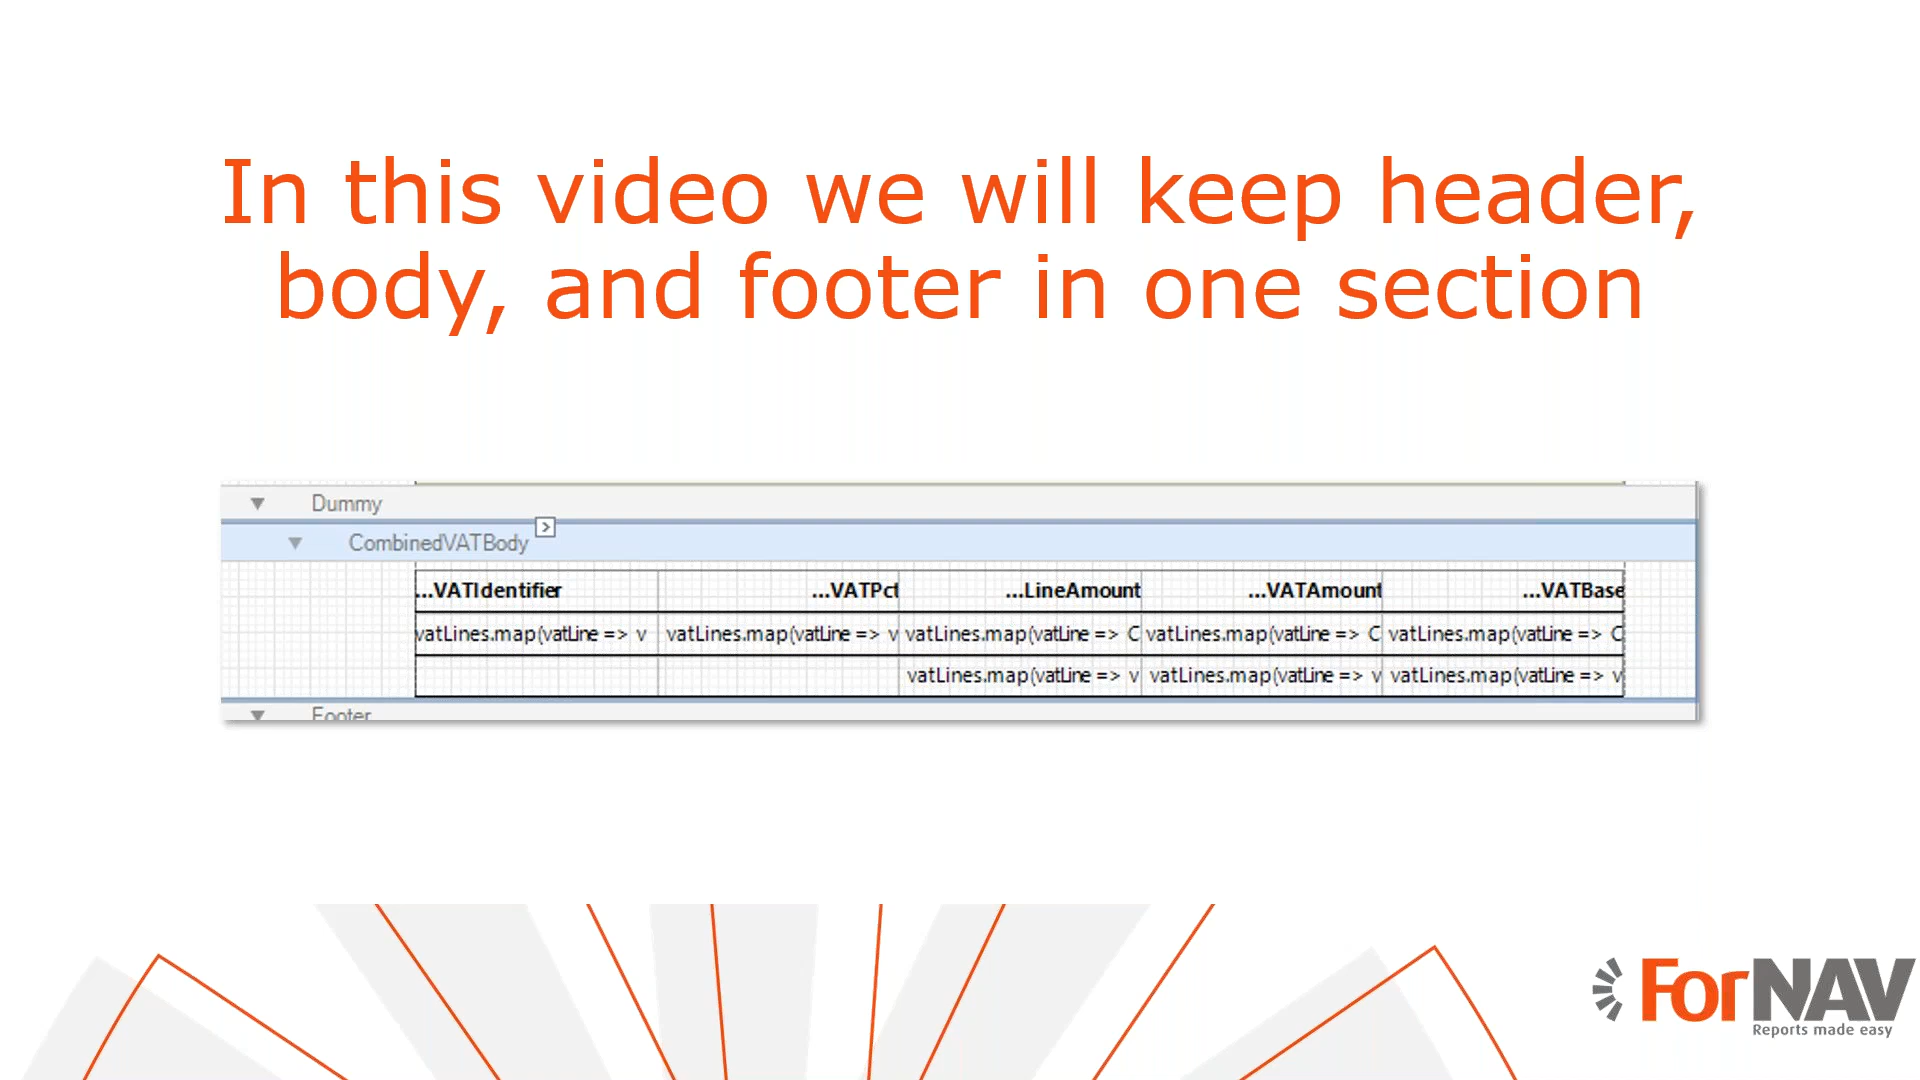 In this video we will keep header,
body, and footer in one section
Dummy
CombinedVATBody
...VATIdentifier ...VATPct ...LineAmount ...VATAmount ...VATBase
vatLines.map(vatLine => v vatLines.map(vatLine => v vatLines.map(vatLine => C vatLines.map(vatLine => C vatLines.map(vatLine => C
vatLines.map(vatLine => v vatLines.map(vatLine => v vatLines.map(vatLine => v
Footer
ForNAV
Reports made easy